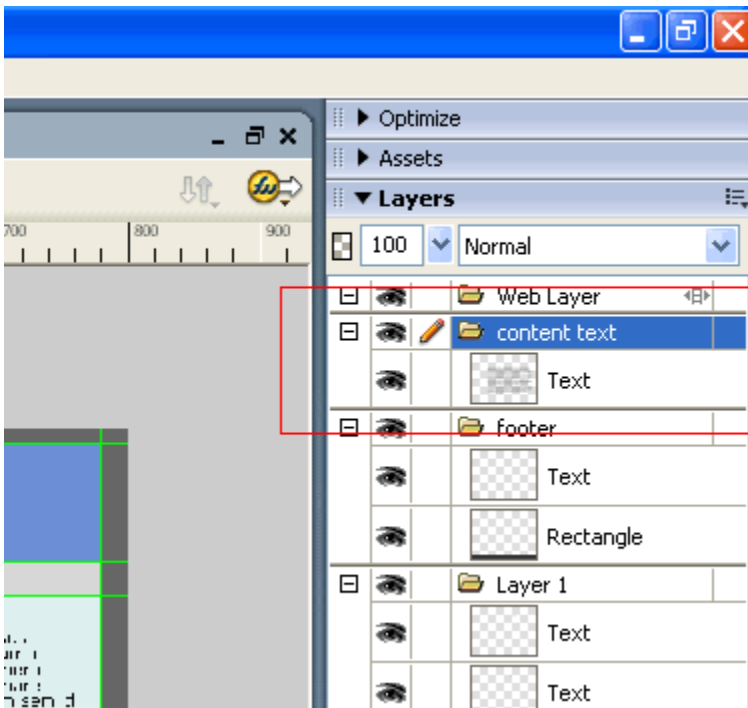 Optimize
Assets
Layers
fw
700 800 900
100 Normal
Web Layer
content text
Text
footer
Text
Rectangle
Layer 1
Text
Text